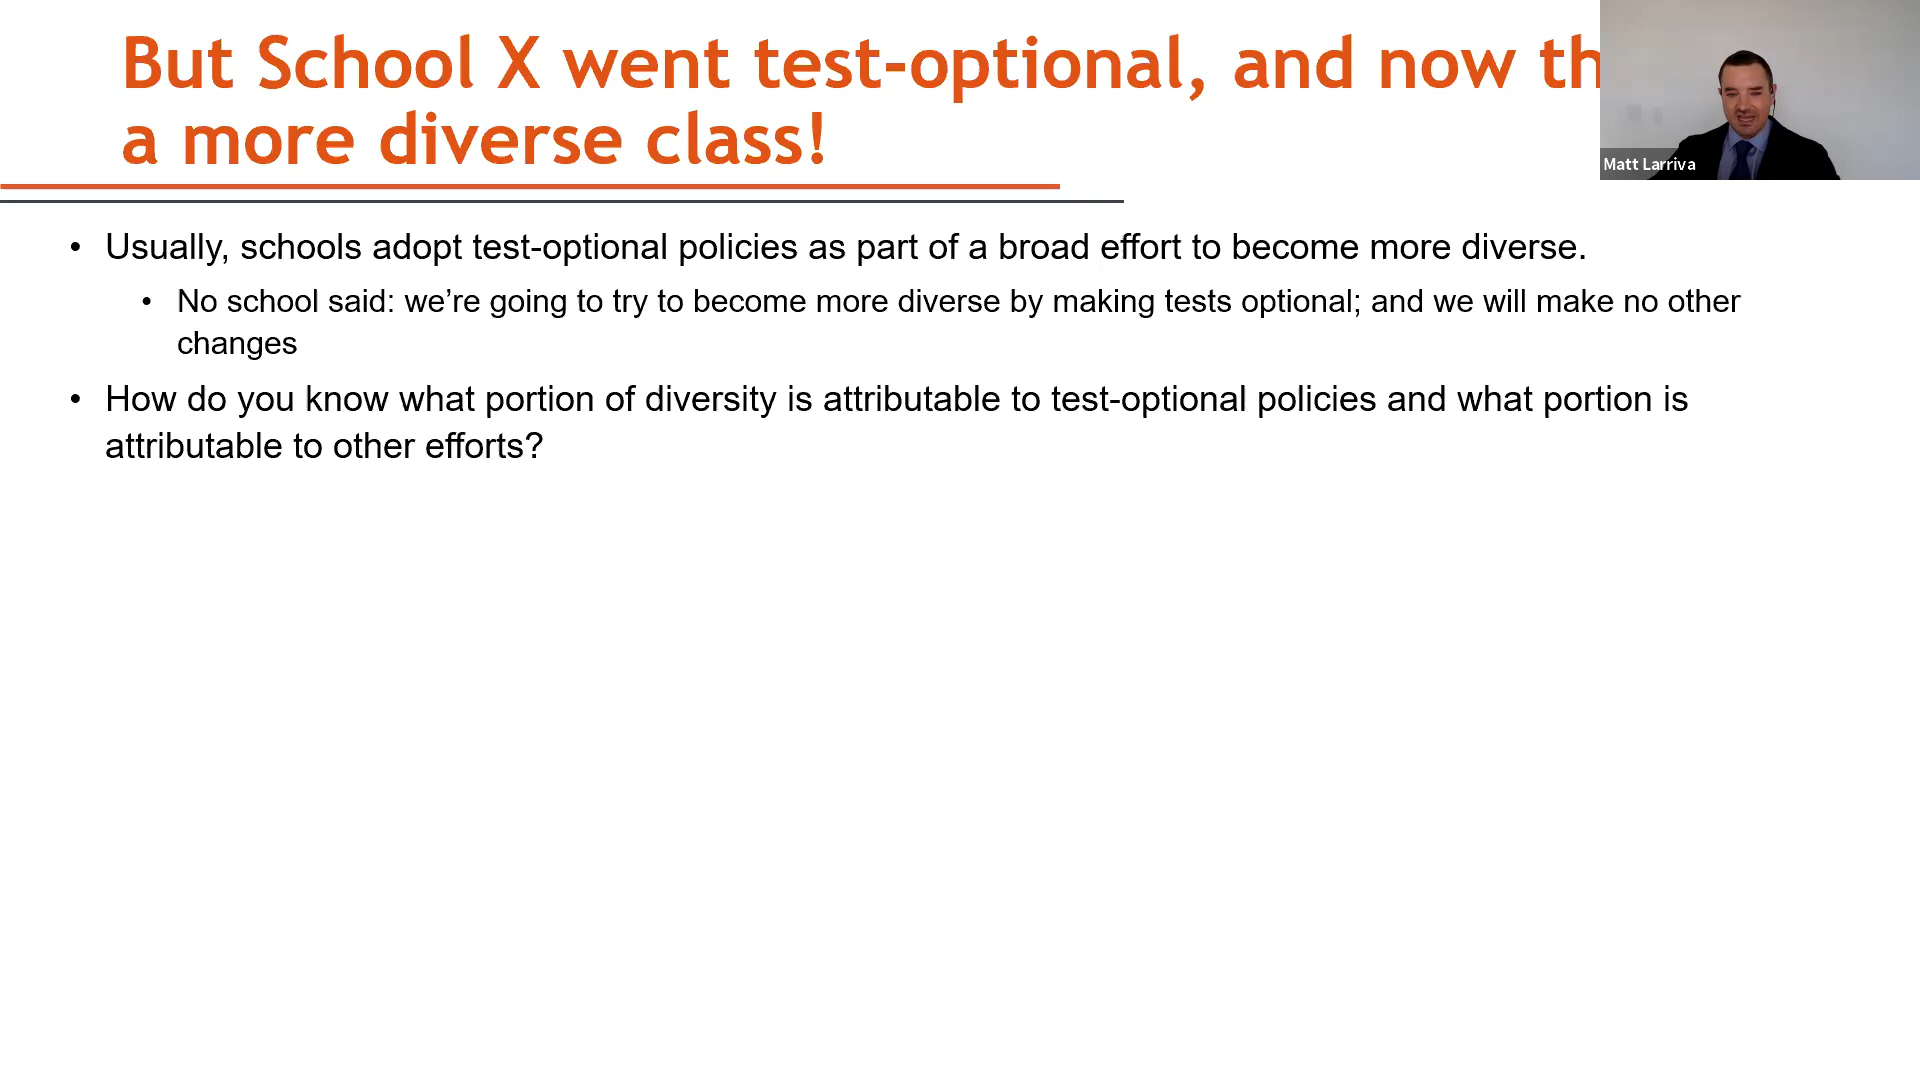 But School X went test-optional, and now
a more diverse class!
Matt Larriva
• Usually, schools adopt test-optional policies as part of a broad effort to become more diverse.
• No school said: we’re going to try to become more diverse by making tests optional; and we will make no other
changes
• How do you know what portion of diversity is attributable to test-optional policies and what portion is
attributable to other efforts?